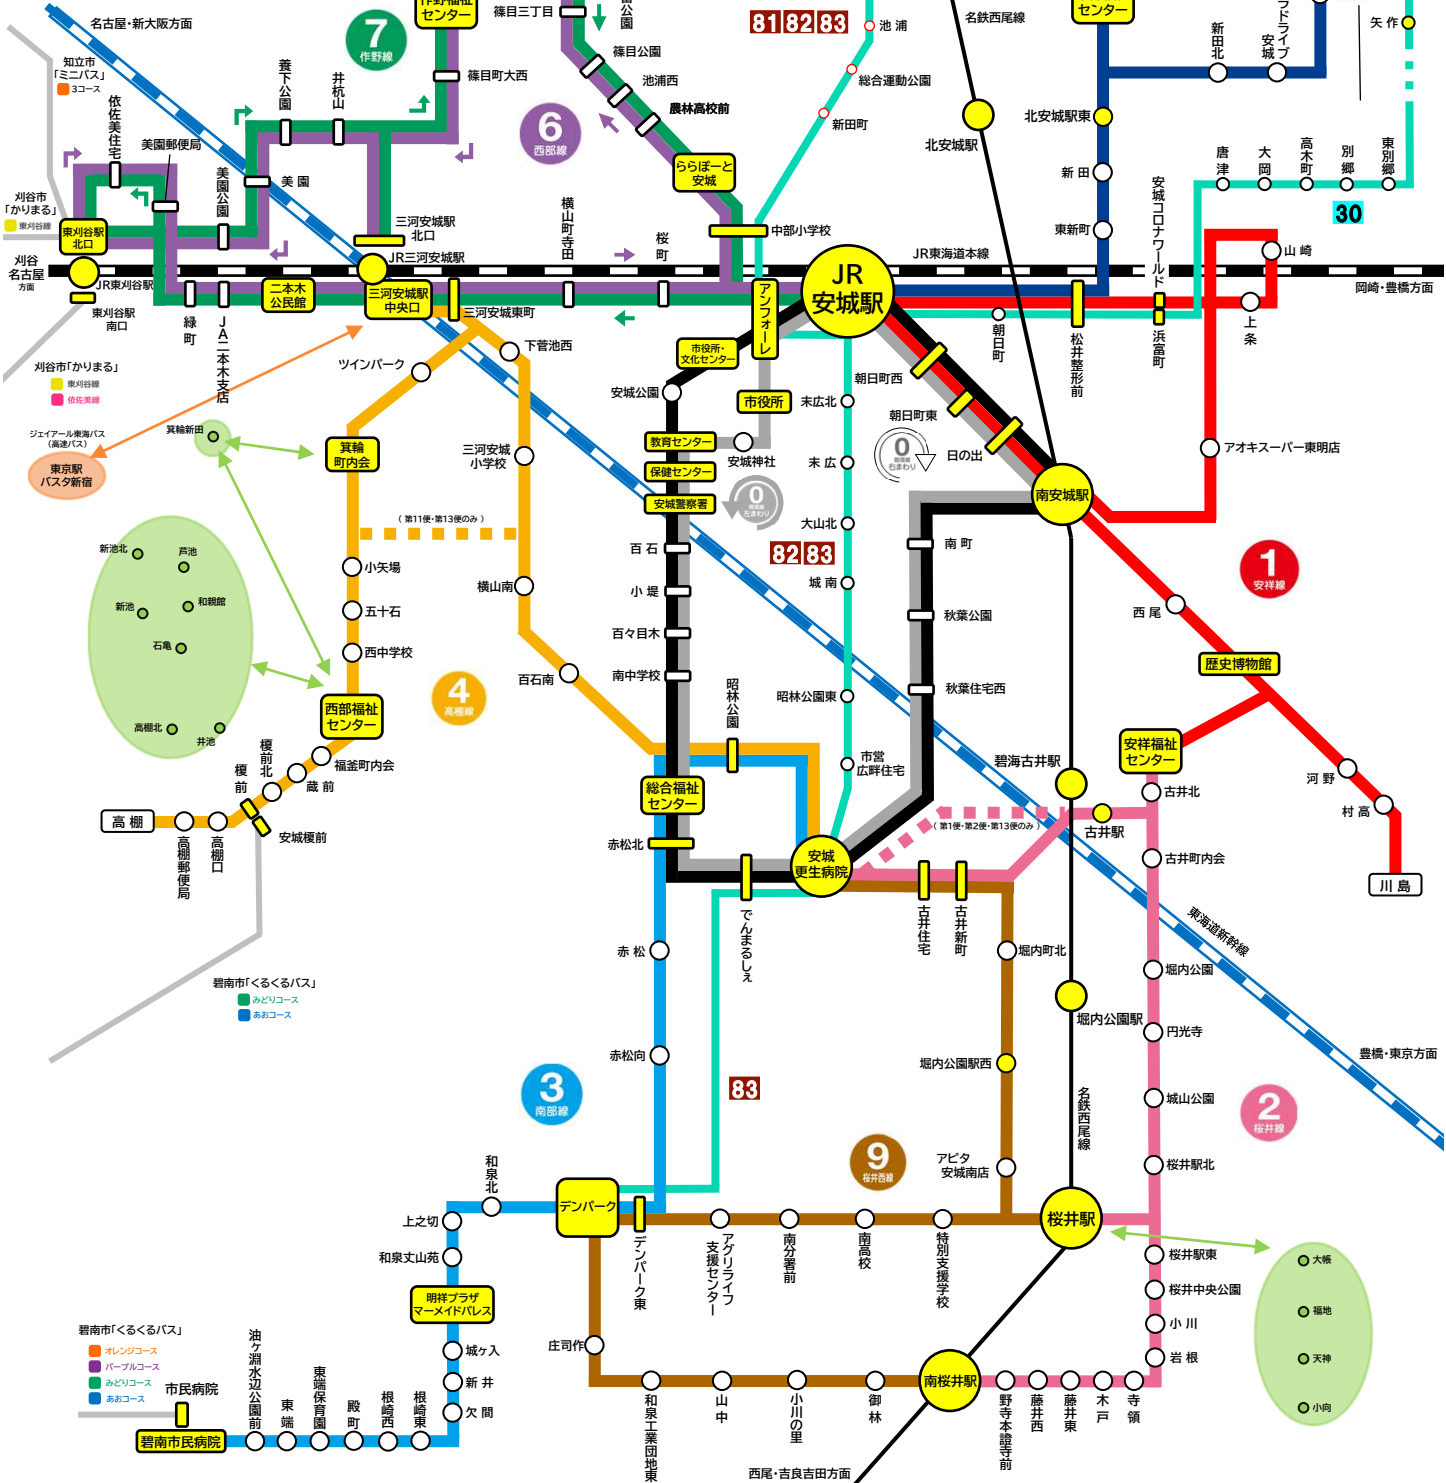 名古屋・新大阪方面
知立市
「ミニバス」
3コース
7
作野線
センター
篠目三丁目
篠目公園
池浦西
農林高校前
篠目町大西
井杭山
養下公園
依佐美住宅
美園郵便局
美園公園
美園
6
西部線
ららぽーと
安城
81 82 83
池浦
総合運動公園
新田町
名鉄西尾線
北安城駅
センター
北安城駅東
新田
東新町
新田北
安城
矢作
唐津
大岡
高木町
別郷
東別郷
30
刈谷市
「かりまる」
東刈谷線
東刈谷駅
北口
刈谷
名古屋
方面
JR東刈谷駅
東刈谷駅
南口
緑町
JA二本木支店
二本木
公民館
三河安城駅
北口
JR三河安城駅
三河安城駅
中央口
三河安城東町
横山町寺田
桜町
中部小学校
アンフォーレ
JR
安城駅
JR東海道本線
安城コロナワールド
山崎
岡崎・豊橋方面
上条
浜富町
松井整形前
朝日町
刈谷市「かりまる」
東刈谷線
依佐美線
ジェイアール東海バス
(高速バス)
東京駅
バスタ新宿
箕輪新田
ツインパーク
下菅池西
箕輪
町内会
三河安城
小学校
(第11便・第13便のみ)
市役所・
文化センター
安城公園
市役所
教育センター
安城神社
保健センター
安城警察署
0
循環線
左まわり
末広北
末広
大山北
82 83
城南
昭林公園東
市営
広畔住宅
朝日町西
朝日町東
日の出
0
循環線
右まわり
南安城駅
アオキスーパー東明店
1
安祥線
西尾
歴史博物館
河野
村高
川島
新池北
芦池
新池
和親館
石亀
高棚北
井池
小矢場
五十石
西中学校
西部福祉
センター
福釜町内会
蔵前
榎前北
榎前
安城榎前
高棚
高棚郵便局
高棚口
4
高棚線
横山南
百石南
百石
小堤
百々目木
南中学校
昭林公園
総合福祉
センター
赤松北
でんまるしぇ
安城
更生病院
南町
秋葉公園
秋葉住宅西
(第1便・第2便・第13便のみ)
碧海古井駅
古井駅
安祥福祉
センター
古井北
古井町内会
古井住宅
古井新町
堀内町北
堀内公園
円光寺
城山公園
桜井駅北
東海道新幹線
豊橋・東京方面
堀内公園駅
堀内公園駅西
名鉄西尾線
2
桜井線
碧南市「くるくるバス」
みどりコース
あおコース
赤松
赤松向
3
南部線
83
9
桜井西線
アピタ
安城南店
桜井駅
デンパーク
デンパーク東
アグリライフ
支援センター
南分署前
南高校
特別支援学校
和泉北
上之切
和泉丈山苑
明祥プラザ
マーメイドパレス
城ヶ入
新井
欠間
桜井駅東
桜井中央公園
小川
岩根
大帳
福地
天神
小向
庄司作
和泉工業団地東
山中
小川の里
御林
南桜井駅
野寺本證寺前
藤井西
藤井東
木戸
寺領
西尾・吉良吉田方面
碧南市「くるくるバス」
オレンジコース
パープルコース
みどりコース
あおコース
市民病院
碧南市民病院
油ヶ淵水辺公園前
東端
東端保育園
殿町
根崎西
根崎東